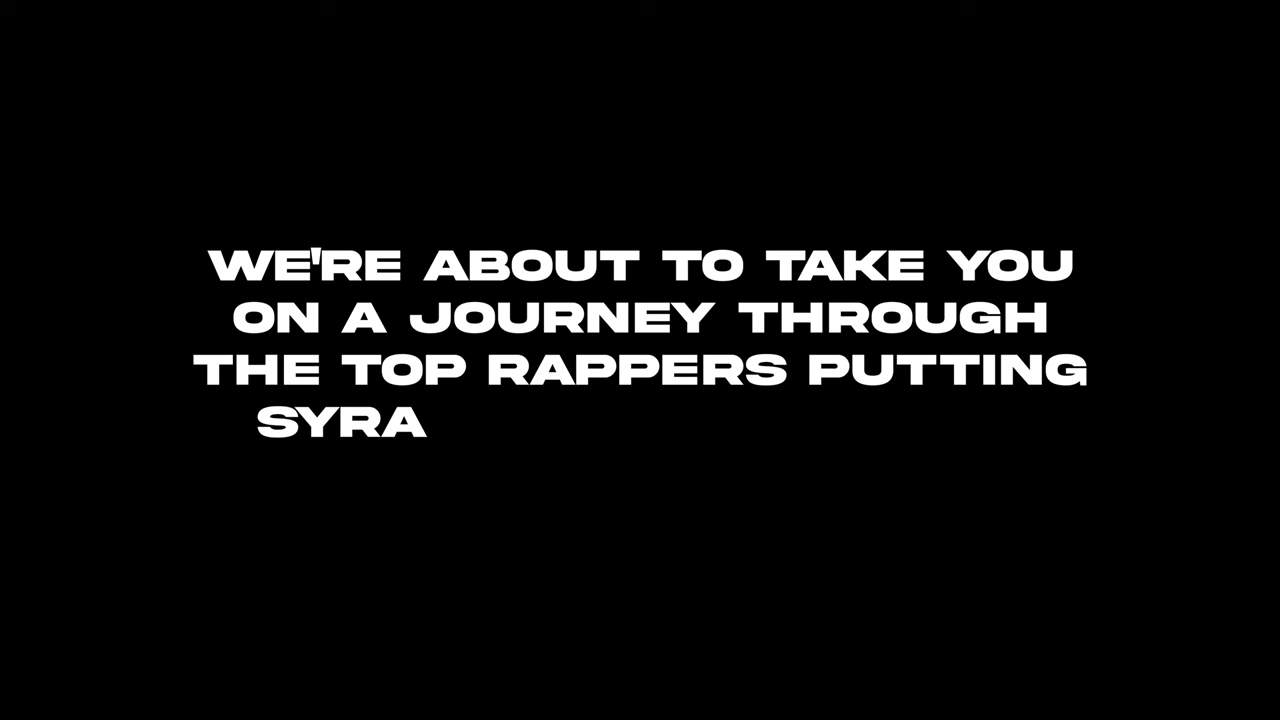 WE'RE ABOUT TO TAKE YOU
ON A JOURNEY THROUGH
THE TOP RAPPERS PUTTING
SYRA